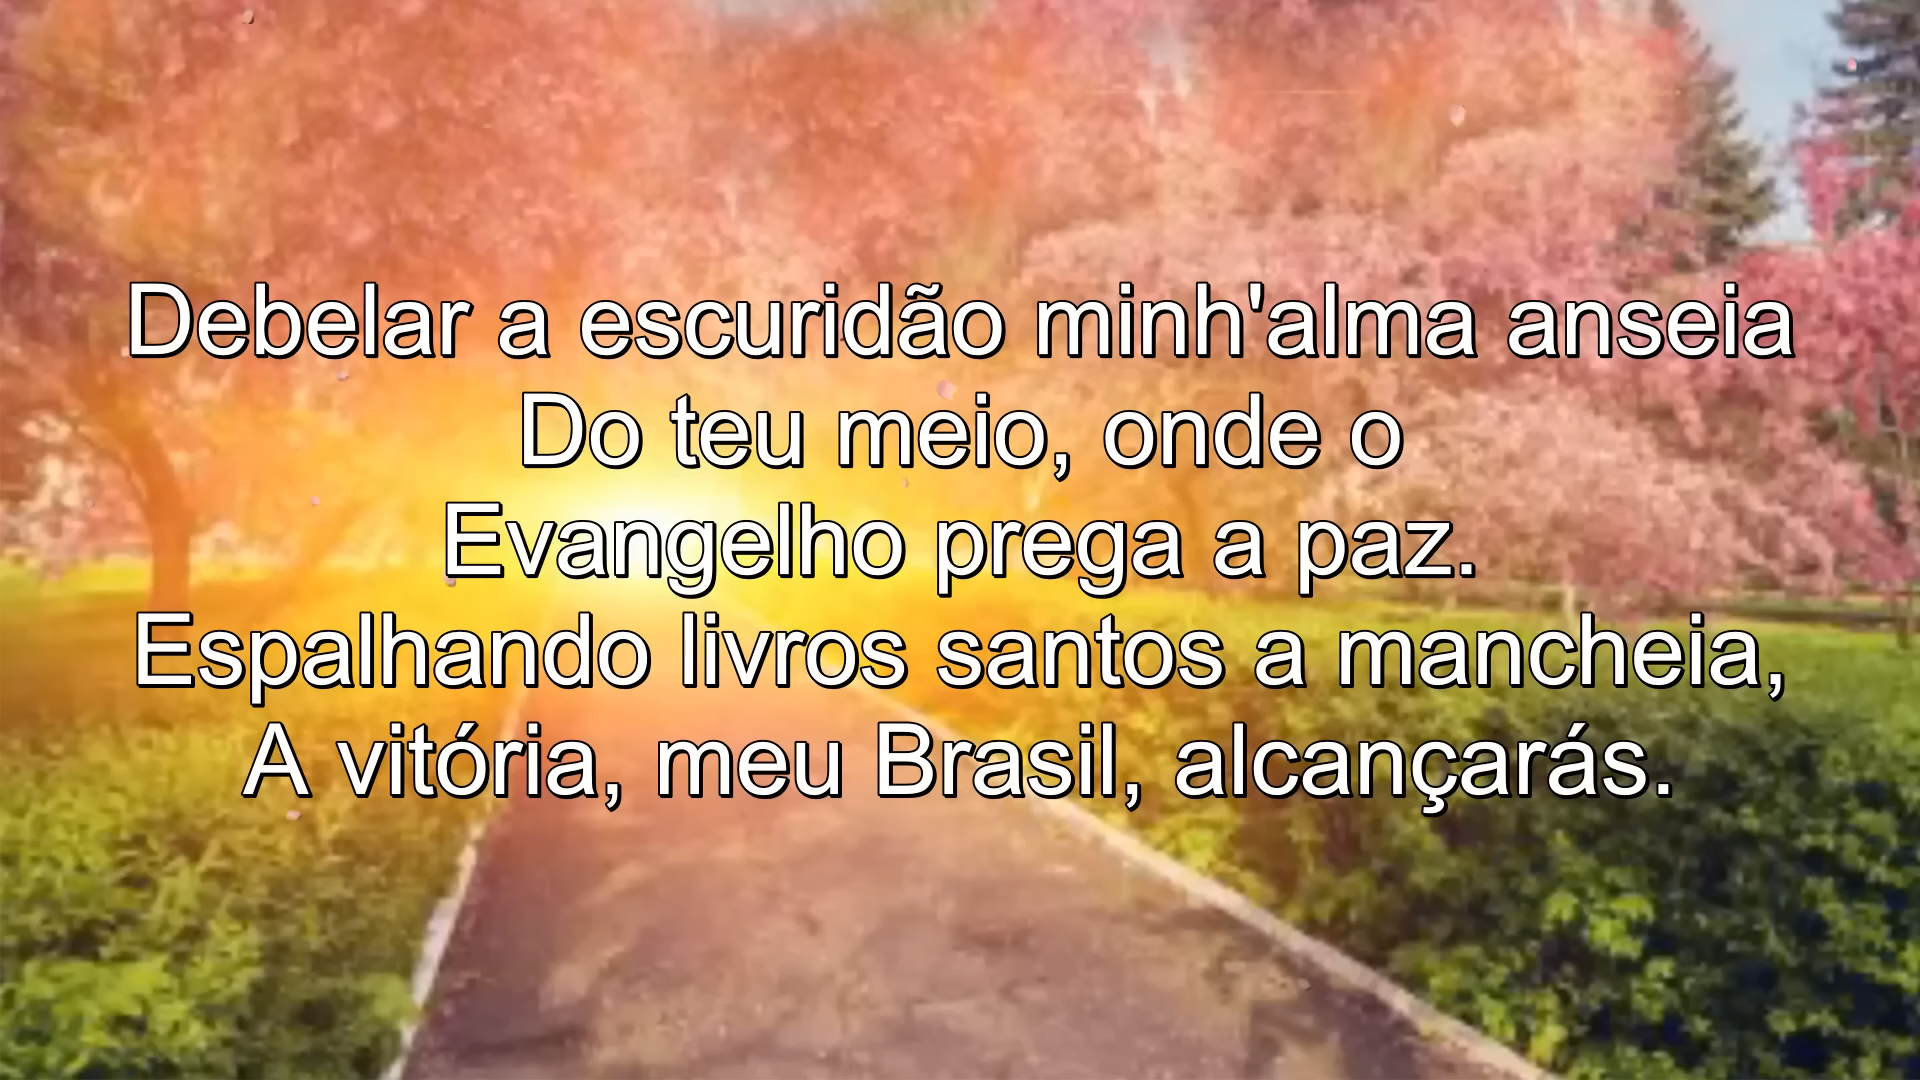 Debelar a escuridão minh'alma anseia
Do teu meio, onde o
Evangelho prega a paz.
Espalhando livros santos a mancheia,
A vitória, meu Brasil, alcançarás.